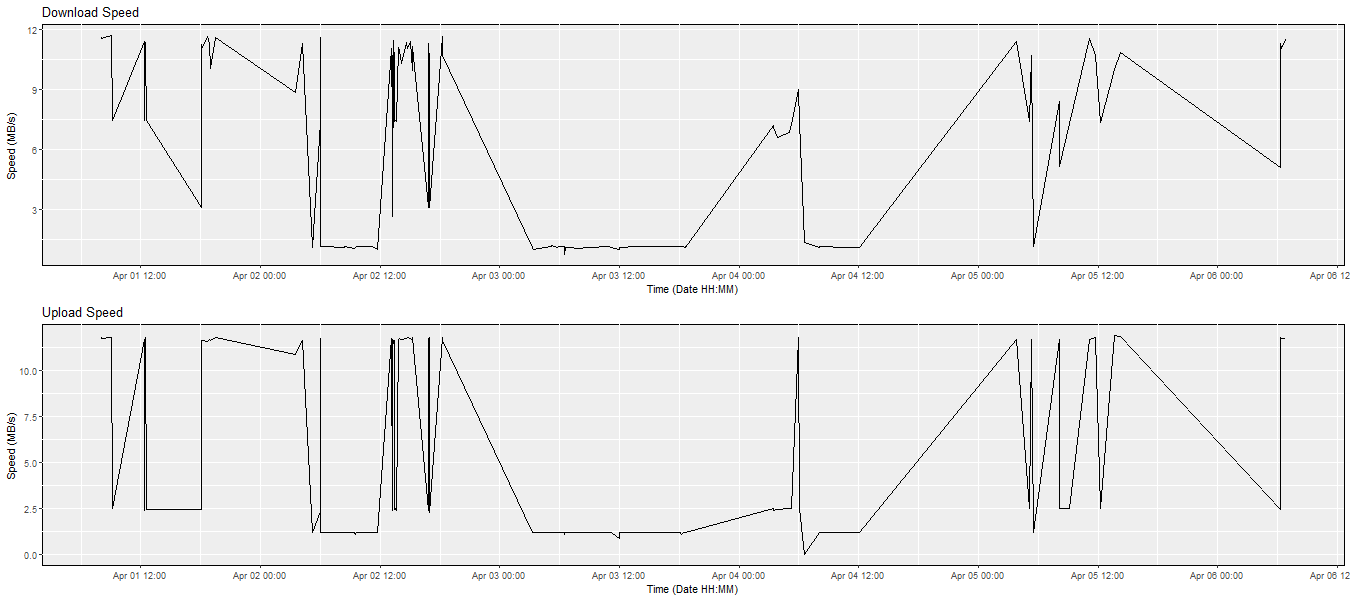 Download Speed
12
9
6
3
Speed (MB/s)
Apr 01 12:00 Apr 02 00:00 Apr 02 12:00 Apr 03 00:00 Apr 03 12:00 Apr 04 00:00 Apr 04 12:00 Apr 05 00:00 Apr 05 12:00 Apr 06 00:00 Apr 06 12
Time (Date HH:MM)
Upload Speed
10.0
7.5
5.0
2.5
0.0
Speed (MB/s)
Apr 01 12:00 Apr 02 00:00 Apr 02 12:00 Apr 03 00:00 Apr 03 12:00 Apr 04 00:00 Apr 04 12:00 Apr 05 00:00 Apr 05 12:00 Apr 06 00:00 Apr 06 12
Time (Date HH:MM)